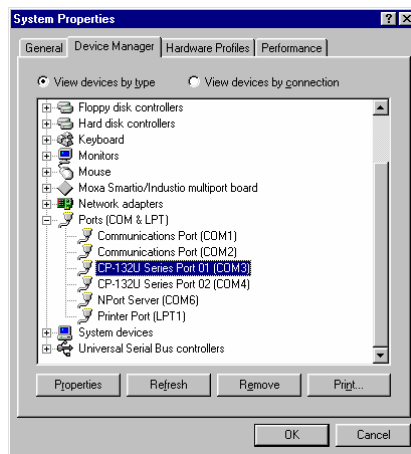 System Properties
General Device Manager Hardware Profiles Performance
View devices by type View devices by connection
Floppy disk controllers
Hard disk controllers
Keyboard
Monitors
Mouse
Moxa Smartio/Industio multiport board
Network adapters
Ports (COM & LPT)
Communications Port (COM1)
Communications Port (COM2)
CP-132U Series Port 01 (COM3)
CP-132U Series Port 02 (COM4)
NPort Server (COM6)
Printer Port (LPT1)
System devices
Universal Serial Bus controllers
Properties Refresh Remove Print...
OK Cancel